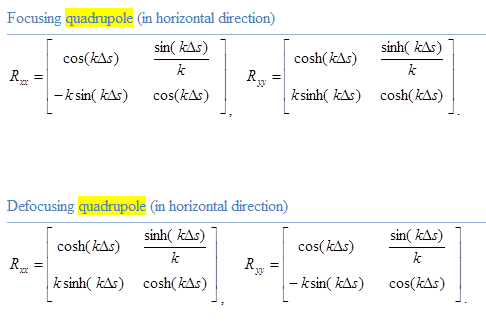 Focusing quadrupole (in horizontal direction)
R_xx = [ cos(kΔs)  sin( kΔs)/k ; −k sin( kΔs)  cos(kΔs) ],  R_yy = [ cosh(kΔs)  sinh( kΔs)/k ; k sinh( kΔs)  cosh(kΔs) ].
Defocusing quadrupole (in horizontal direction)
R_xx = [ cosh(kΔs)  sinh( kΔs)/k ; k sinh( kΔs)  cosh(kΔs) ],  R_yy = [ cos(kΔs)  sin( kΔs)/k ; −k sin( kΔs)  cos(kΔs) ].